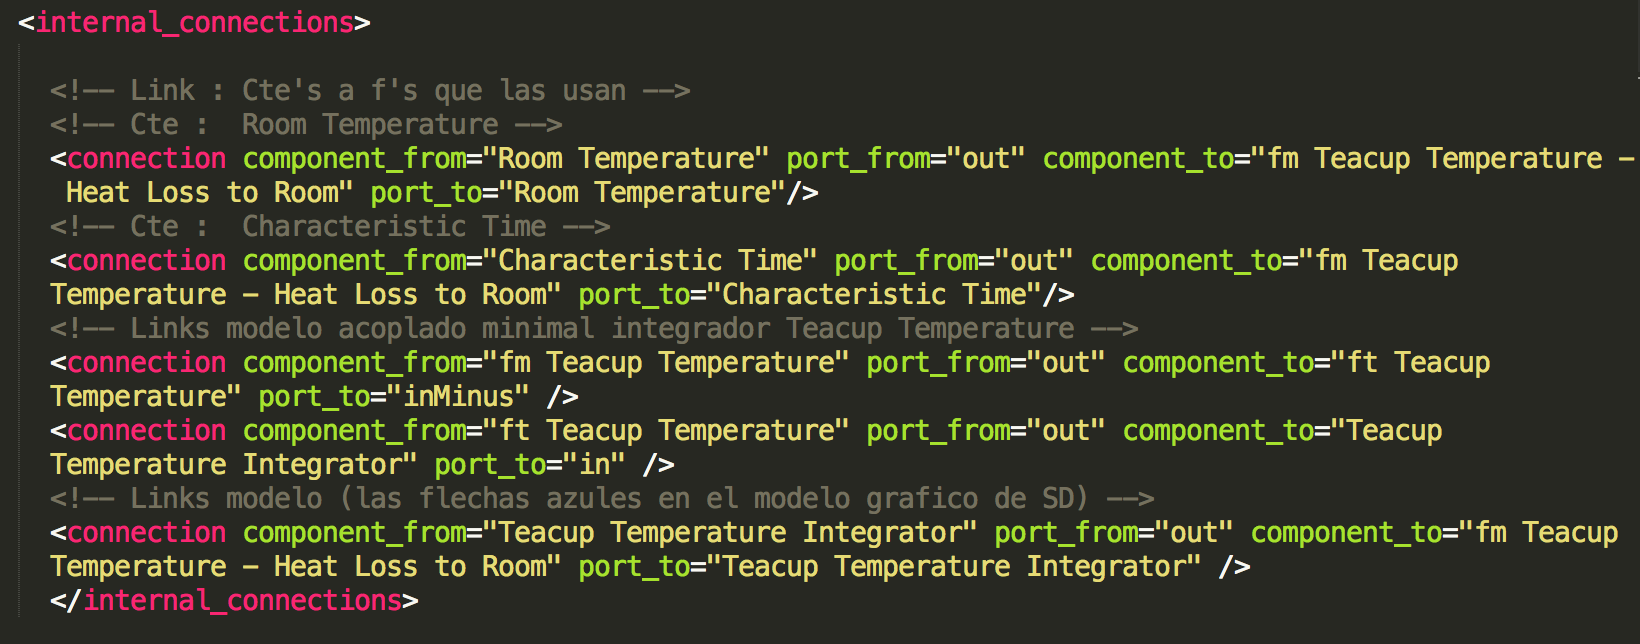 <internal_connections>
<!-- Link : Cte's a f's que las usan -->
<!-- Cte :  Room Temperature -->
<connection component_from="Room Temperature" port_from="out" component_to="fm Teacup Temperature -
Heat Loss to Room" port_to="Room Temperature"/>
<!-- Cte :  Characteristic Time -->
<connection component_from="Characteristic Time" port_from="out" component_to="fm Teacup
Temperature - Heat Loss to Room" port_to="Characteristic Time"/>
<!-- Links modelo acoplado minimal integrador Teacup Temperature -->
<connection component_from="fm Teacup Temperature" port_from="out" component_to="ft Teacup
Temperature" port_to="inMinus" />
<connection component_from="ft Teacup Temperature" port_from="out" component_to="Teacup
Temperature Integrator" port_to="in" />
<!-- Links modelo (las flechas azules en el modelo grafico de SD) -->
<connection component_from="Teacup Temperature Integrator" port_from="out" component_to="fm Teacup
Temperature - Heat Loss to Room" port_to="Teacup Temperature Integrator" />
</internal_connections>